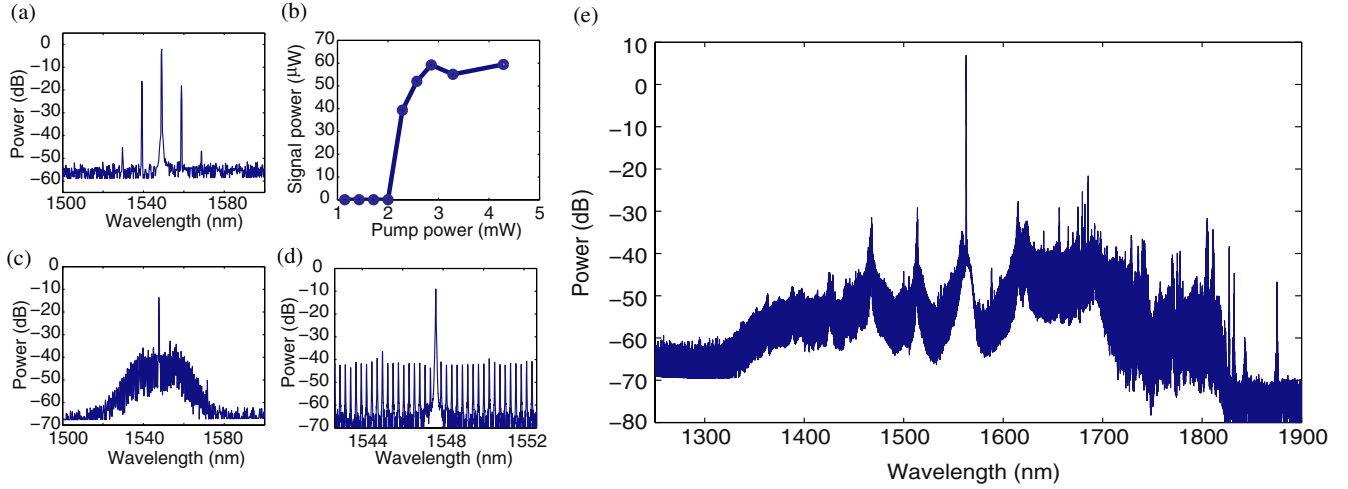 (a)
0
−10
−20
−30
−40
−50
−60
Power (dB)
1500 1540 1580
Wavelength (nm)
(b)
70
60
50
40
30
20
10
0
Signal power (µW)
1 2 3 4 5
Pump power (mW)
(c)
0
−10
−20
−30
−40
−50
−60
−70
Power (dB)
1500 1540 1580
Wavelength (nm)
(d)
0
−10
−20
−30
−40
−50
−60
−70
Power (dB)
1544 1548 1552
Wavelength (nm)
(e)
10
0
−10
−20
−30
−40
−50
−60
−70
−80
Power (dB)
1300 1400 1500 1600 1700 1800 1900
Wavelength (nm)